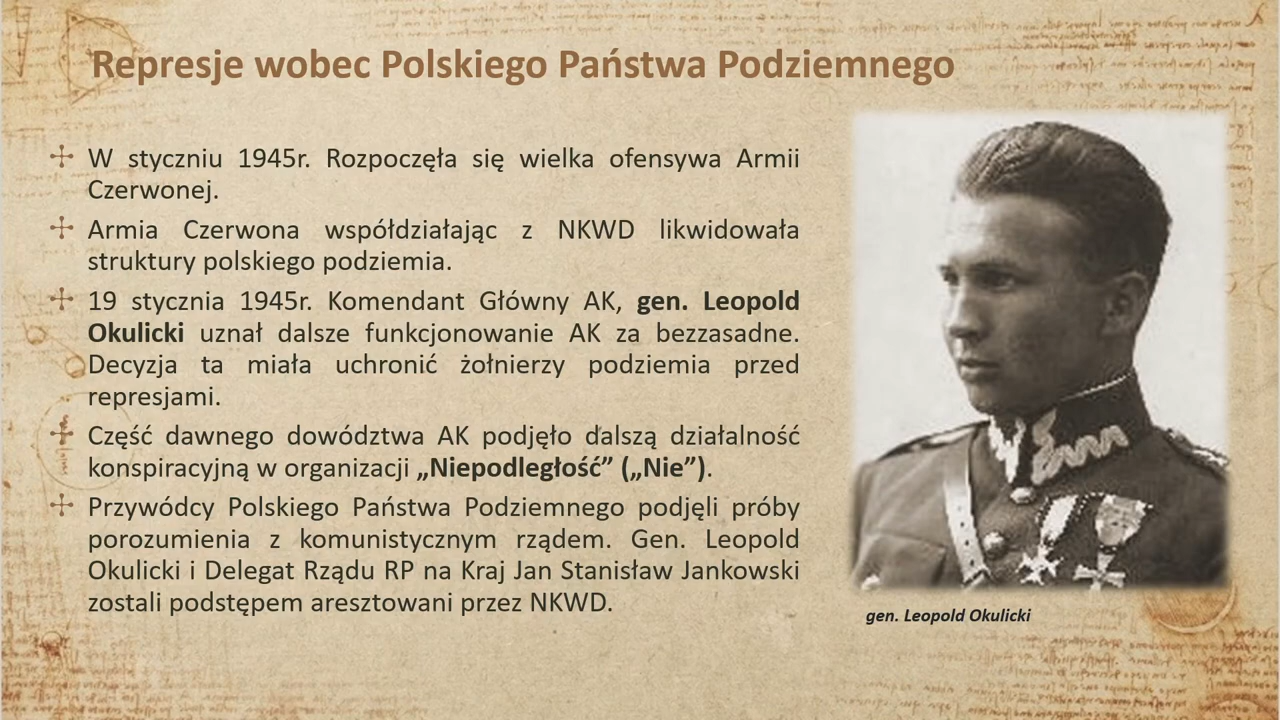 Represje wobec Polskiego Państwa Podziemnego
W styczniu 1945r. Rozpoczęła się wielka ofensywa Armii
Czerwonej.
Armia Czerwona współdziałając z NKWD likwidowała
struktury polskiego podziemia.
19 stycznia 1945r. Komendant Główny AK, gen. Leopold
Okulicki uznał dalsze funkcjonowanie AK za bezzasadne.
Decyzja ta miała uchronić żołnierzy podziemia przed
represjami.
Część dawnego dowództwa AK podjęło dalszą działalność
konspiracyjną w organizacji „Niepodległość” („Nie”).
Przywódcy Polskiego Państwa Podziemnego podjęli próby
porozumienia z komunistycznym rządem. Gen. Leopold
Okulicki i Delegat Rządu RP na Kraj Jan Stanisław Jankowski
zostali podstępem aresztowani przez NKWD.
gen. Leopold Okulicki